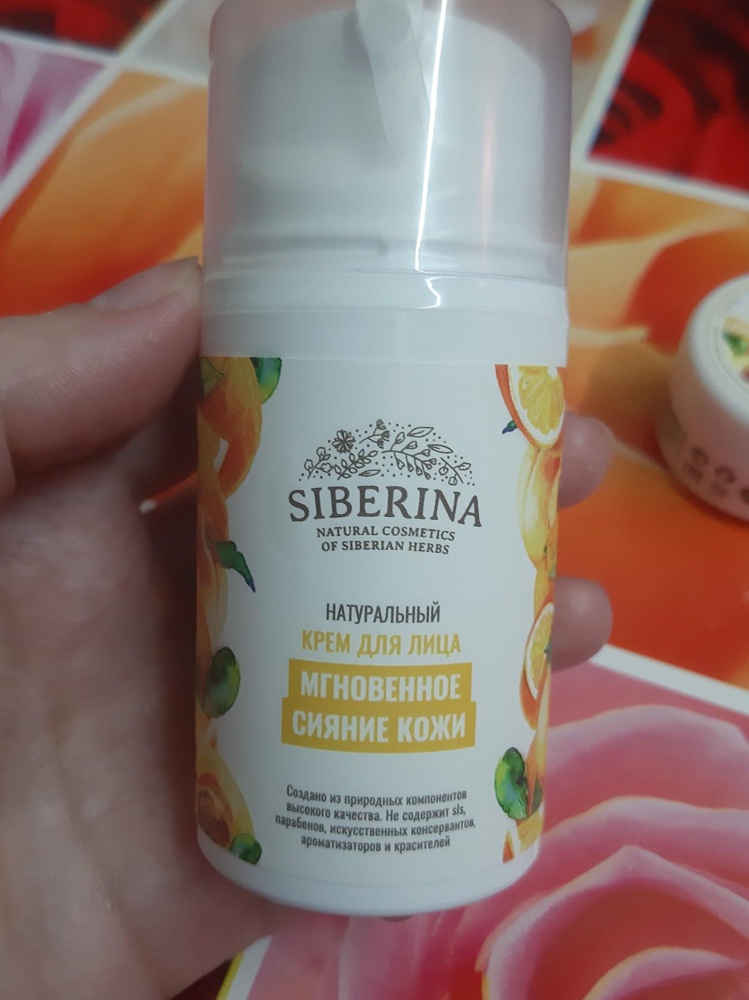 SIBERINA
NATURAL COSMETICS
OF SIBERIAN HERBS
НАТУРАЛЬНЫЙ
КРЕМ ДЛЯ ЛИЦА
МГНОВЕННОЕ
СИЯНИЕ КОЖИ
Создано из природных компонентов
высокого качества. Не содержит sls,
парабенов, искусственных консервантов,
ароматизаторов и красителей